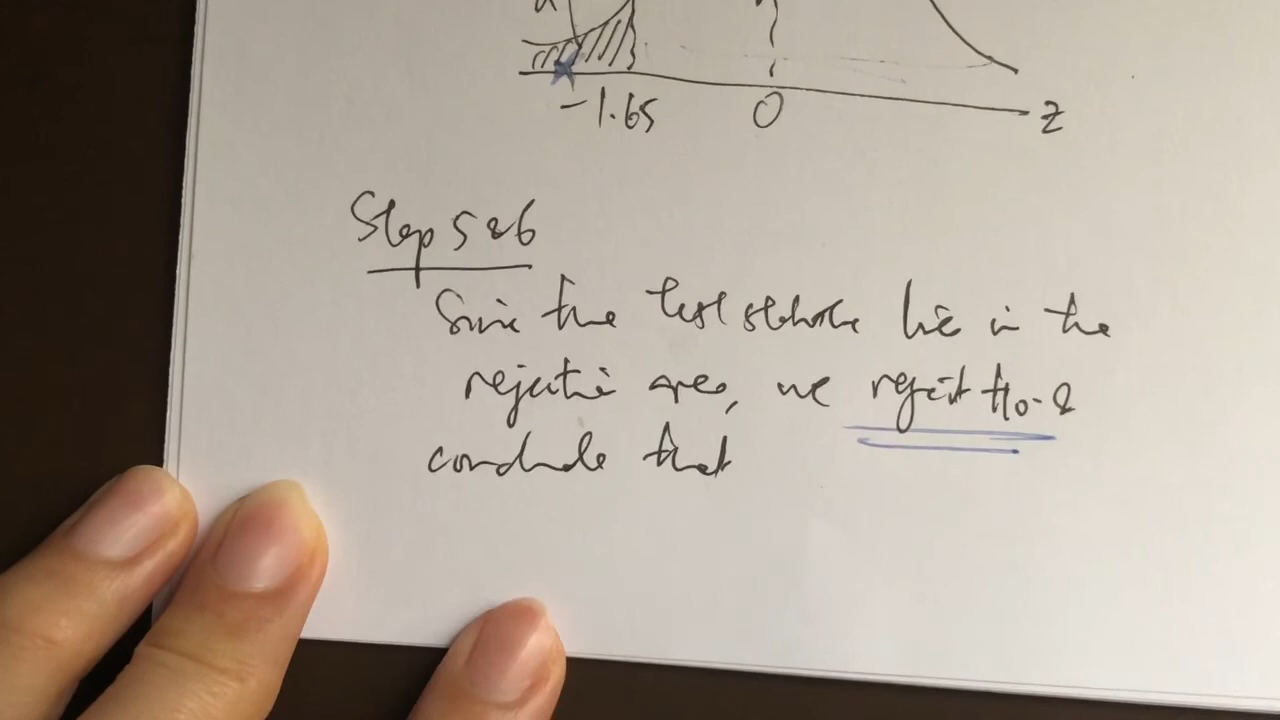 -1.65 0 z
Step 5 & 6
Since the test statistic lie in the
rejection area, we reject H0 &
conclude that